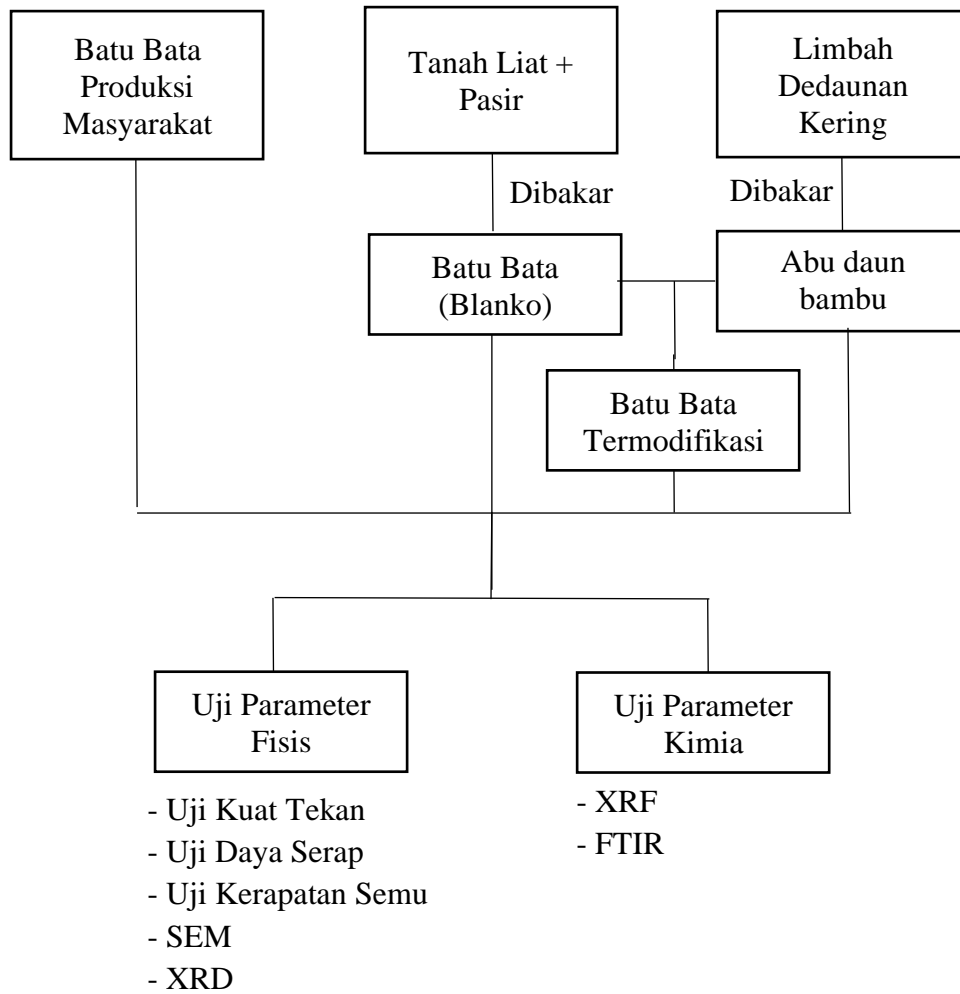 Batu Bata
Produksi
Masyarakat
Tanah Liat +
Pasir
Limbah
Dedaunan
Kering
Dibakar
Dibakar
Batu Bata
(Blanko)
Abu daun
bambu
Batu Bata
Termodifikasi
Uji Parameter
Fisis
Uji Parameter
Kimia
- Uji Kuat Tekan
- Uji Daya Serap
- Uji Kerapatan Semu
- SEM
- XRD
- XRF
- FTIR